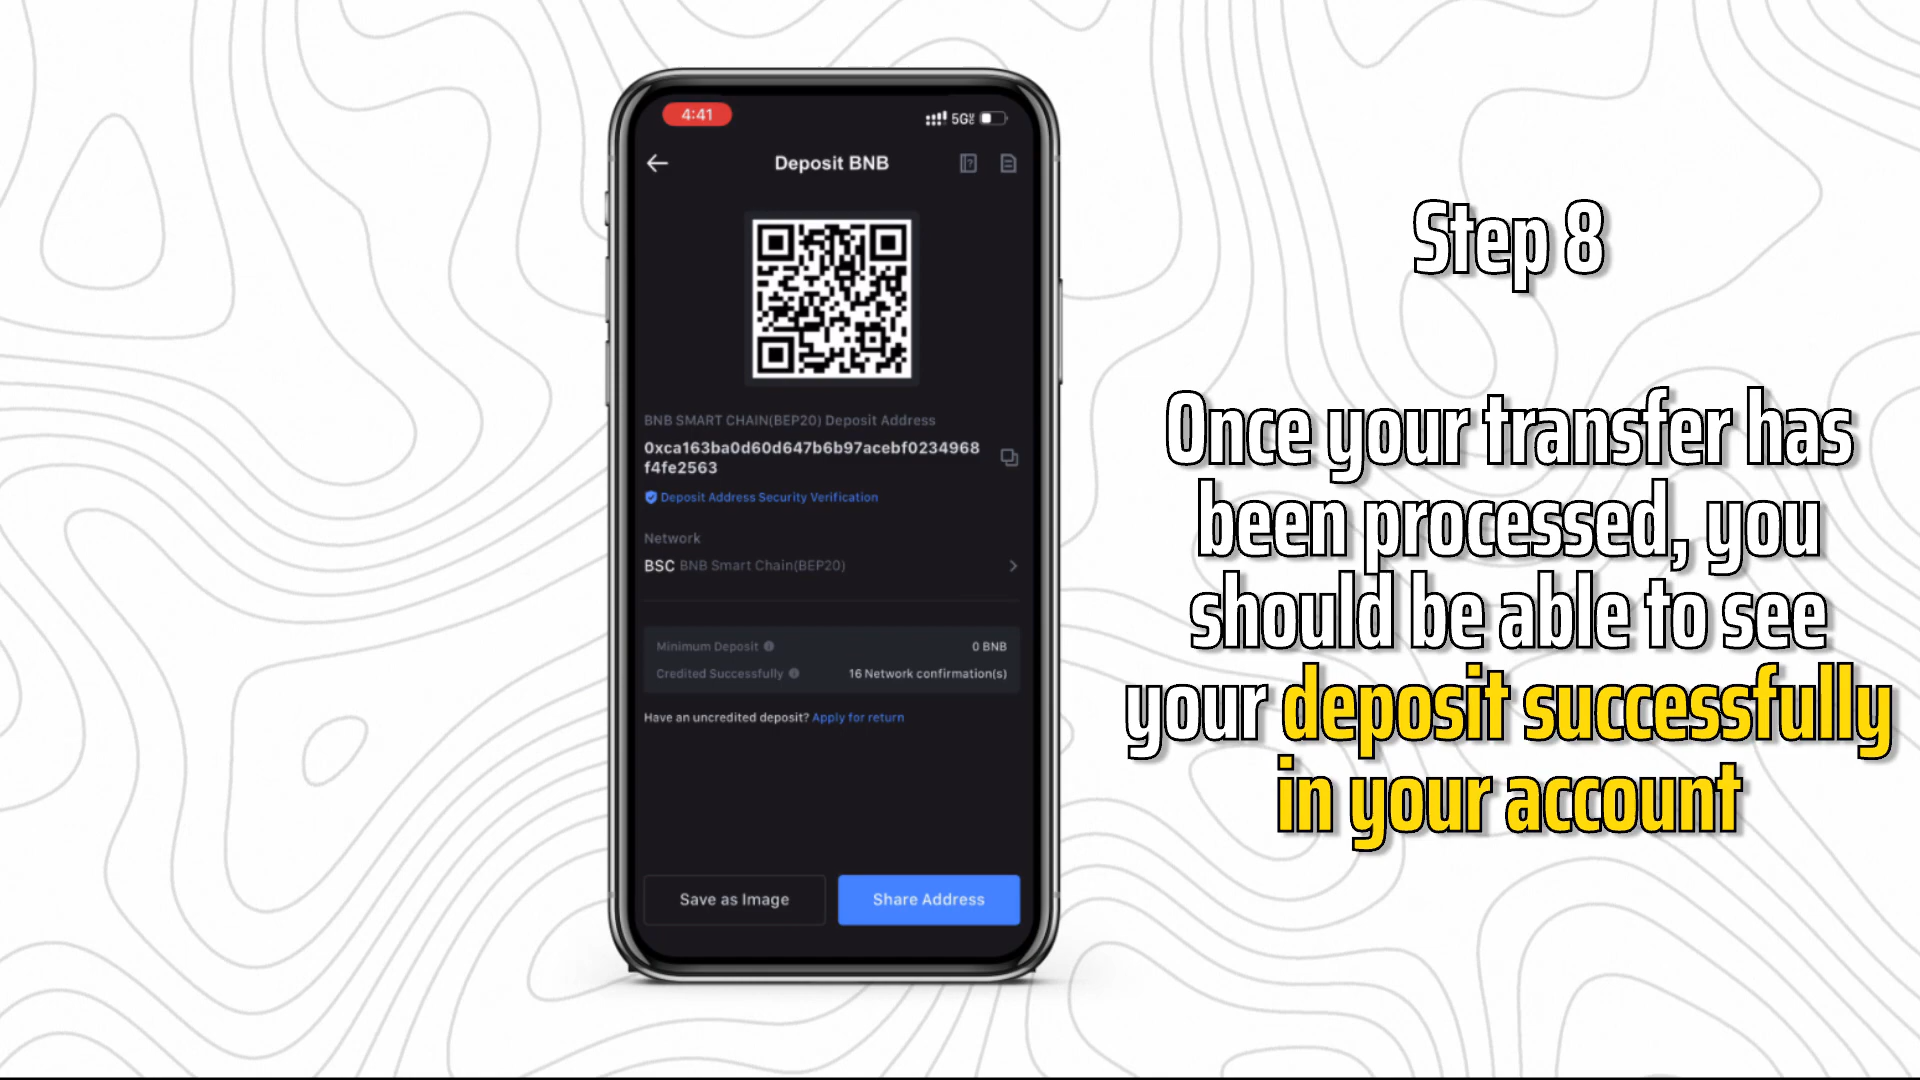 4:41
Deposit BNB
BNB SMART CHAIN(BEP20) Deposit Address
0xca163ba0d60d647b6b97acebf0234968
f4fe2563
Deposit Address Security Verification
Network
BSC BNB Smart Chain(BEP20)
Minimum Deposit
0 BNB
Credited Successfully
16 Network confirmation(s)
Have an uncredited deposit? Apply for return
Save as Image
Share Address
Step 8
Once your transfer has
been processed, you
should be able to see
your deposit successfully
in your account